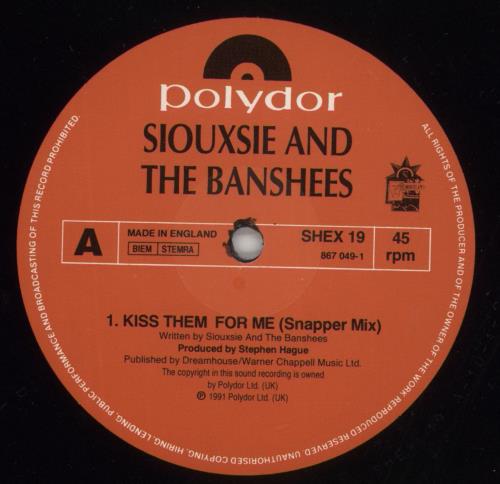 polydor
SIOUXSIE AND
THE BANSHEES
A
MADE IN ENGLAND
BIEM STEMRA
SHEX 19
867 049-1
45
rpm
1. KISS THEM FOR ME (Snapper Mix)
Written by Siouxsie And The Banshees
Produced by Stephen Hague
Published by Dreamhouse/Warner Chappell Music Ltd.
The copyright in this sound recording is owned
by Polydor Ltd. (UK)
℗ 1991 Polydor Ltd. (UK)
ALL RIGHTS OF THE PRODUCER AND OF THE OWNER OF THE WORK REPRODUCED RESERVED. UNAUTHORISED COPYING, HIRING, LENDING, PUBLIC PERFORMANCE AND BROADCASTING OF THIS RECORD PROHIBITED.